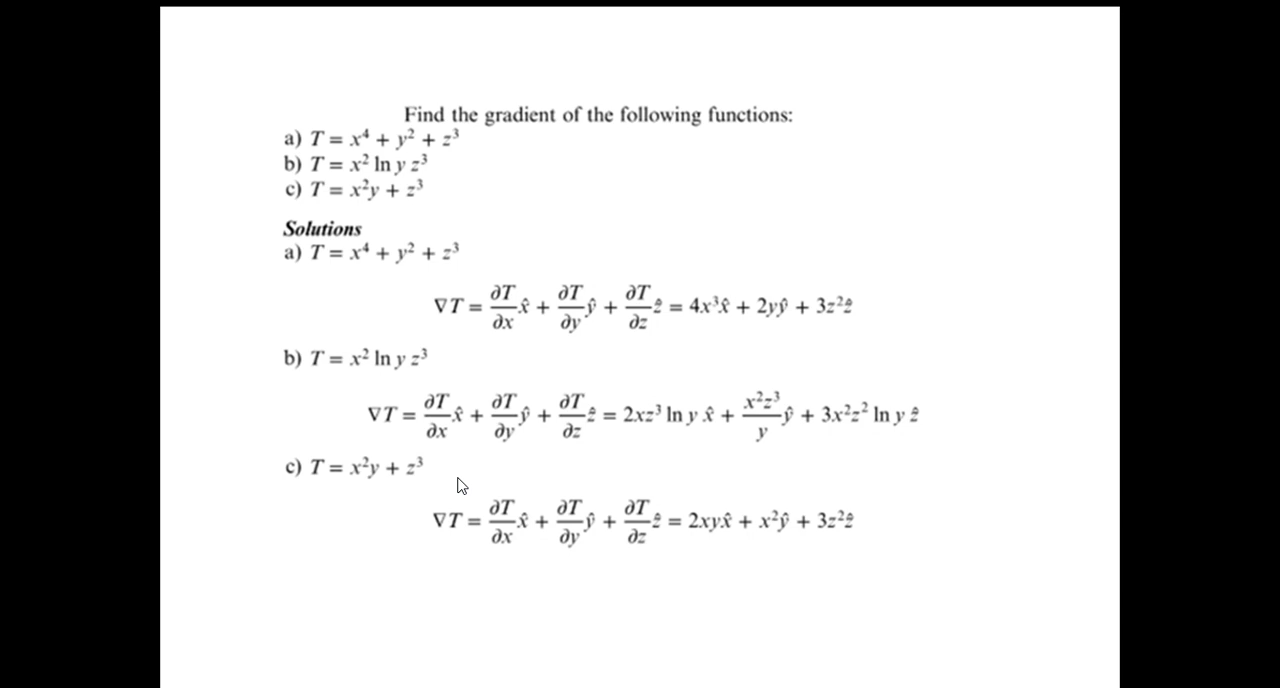 Find the gradient of the following functions:
a) T = x⁴ + y² + z³
b) T = x² ln y z³
c) T = x²y + z³
Solutions
a) T = x⁴ + y² + z³
∇T = ∂T/∂x x̂ + ∂T/∂y ŷ + ∂T/∂z ẑ = 4x³x̂ + 2yŷ + 3z²ẑ
b) T = x² ln y z³
∇T = ∂T/∂x x̂ + ∂T/∂y ŷ + ∂T/∂z ẑ = 2xz³ ln y x̂ + x²z³/y ŷ + 3x²z² ln y ẑ
c) T = x²y + z³
∇T = ∂T/∂x x̂ + ∂T/∂y ŷ + ∂T/∂z ẑ = 2xyx̂ + x²ŷ + 3z²ẑ